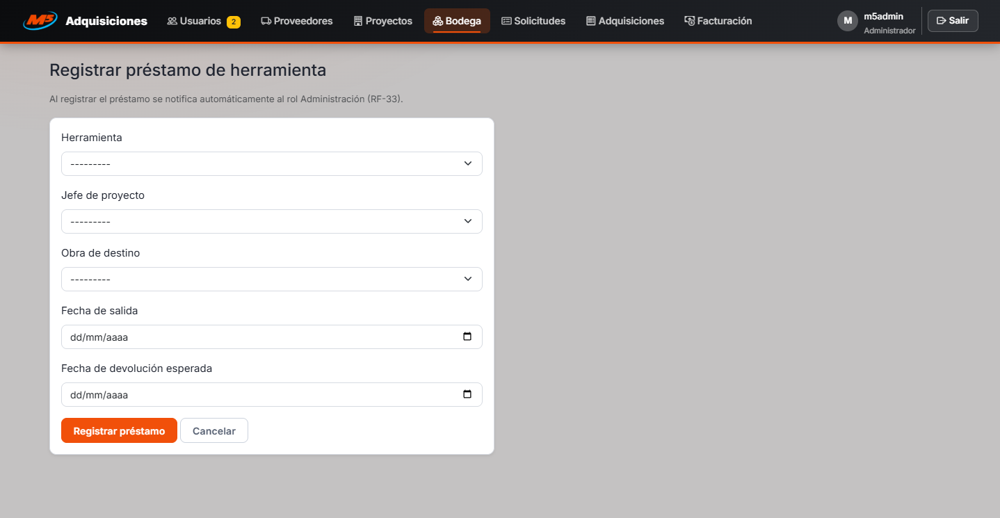 M5 Adquisiciones Usuarios 2 Proveedores Proyectos Bodega Solicitudes Adquisiciones Facturación M m5admin Administrador Salir
Registrar préstamo de herramienta
Al registrar el préstamo se notifica automáticamente al rol Administración (RF-33).
Herramienta
---------
Jefe de proyecto
---------
Obra de destino
---------
Fecha de salida
dd/mm/aaaa
Fecha de devolución esperada
dd/mm/aaaa
Registrar préstamo Cancelar